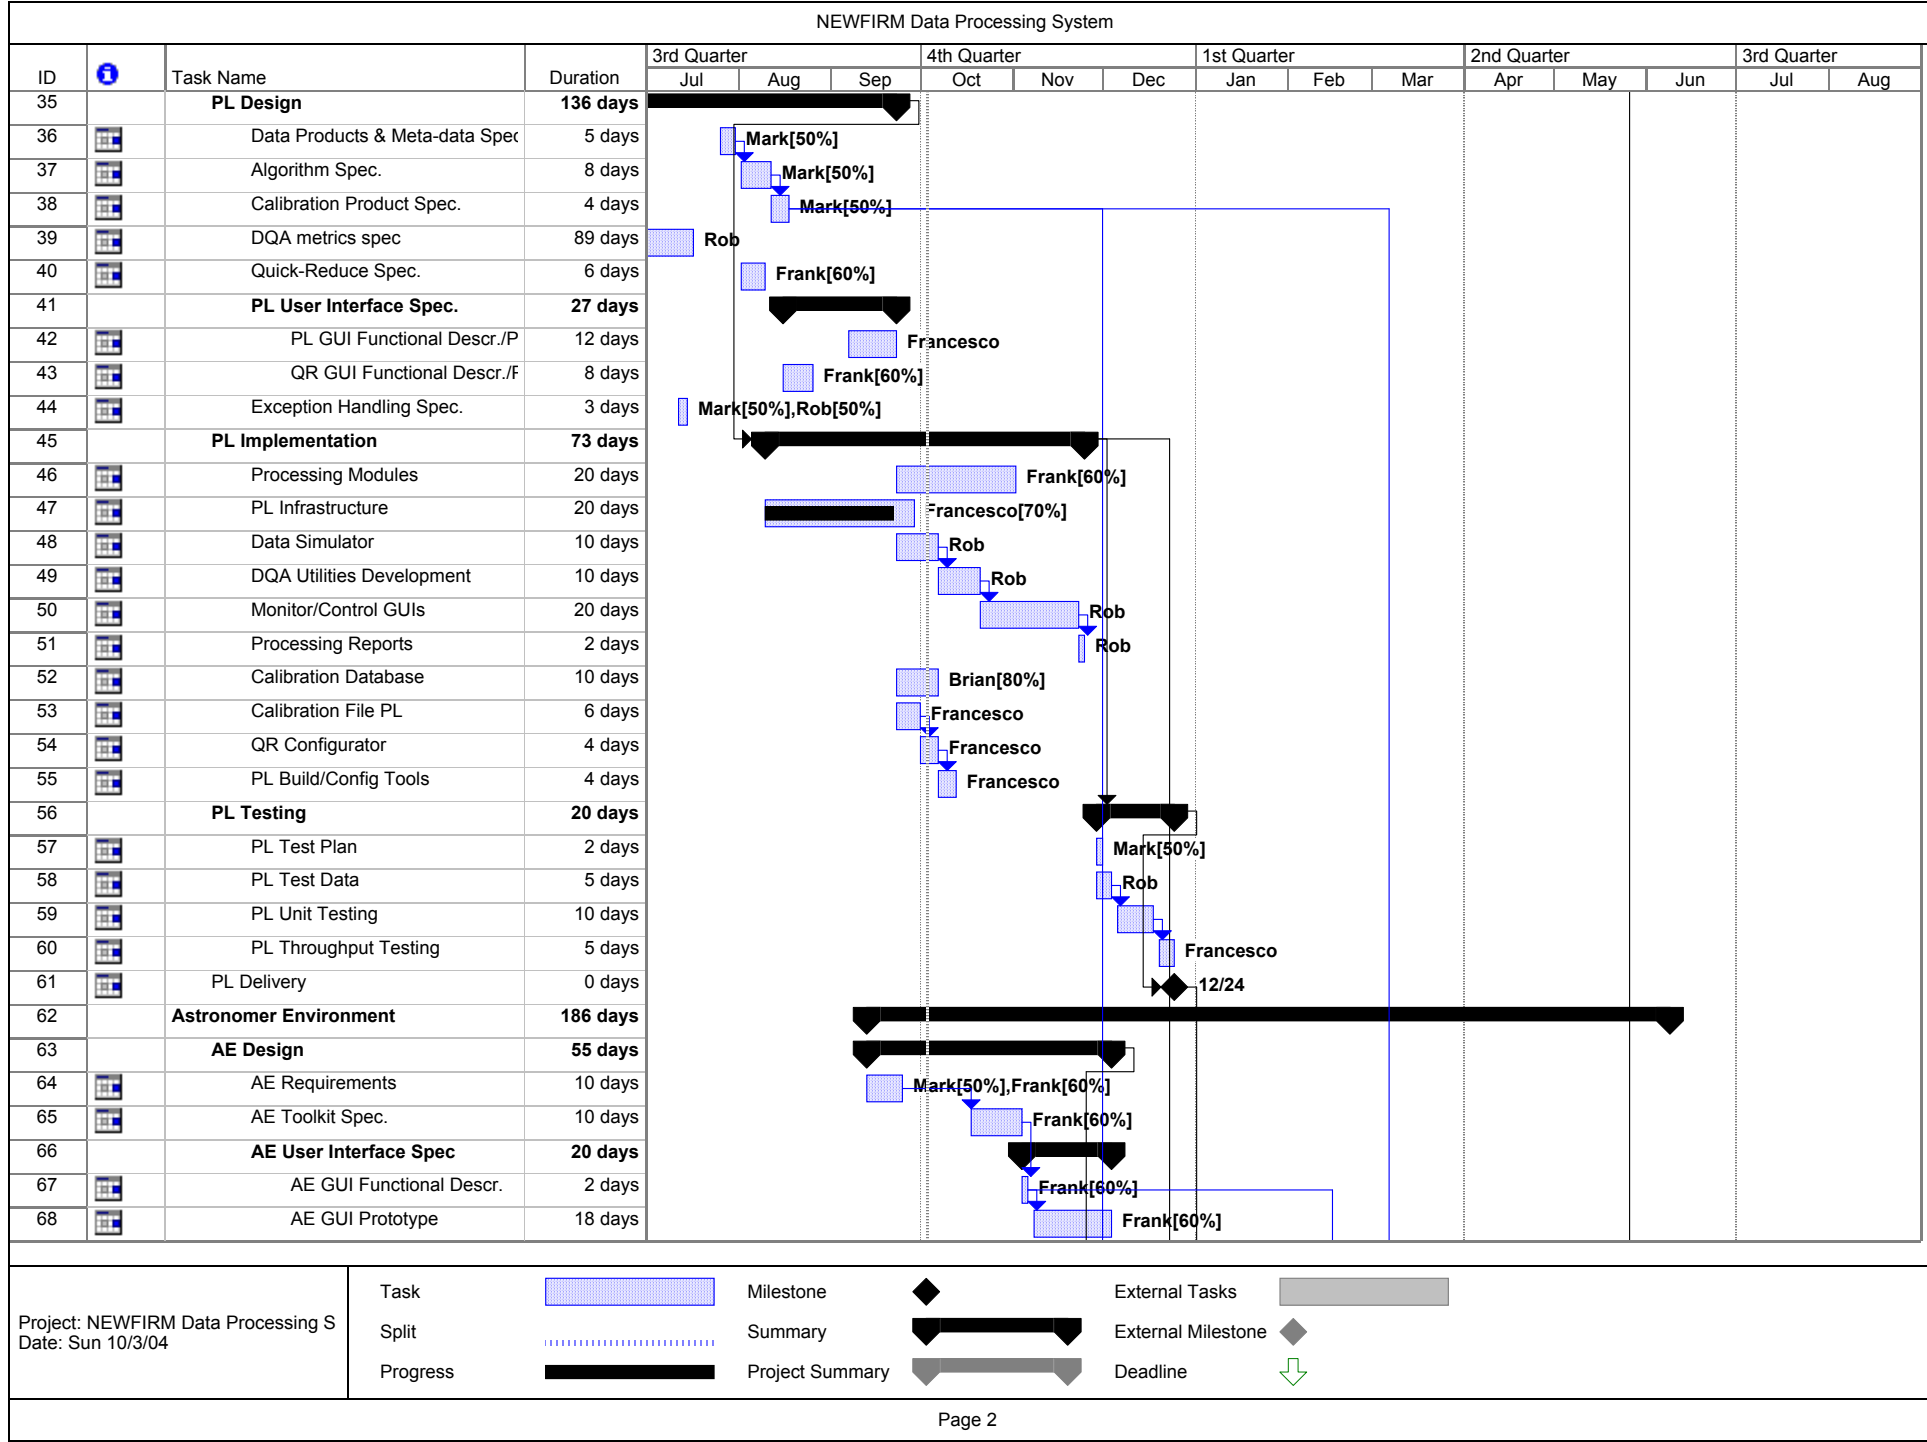 NEWFIRM Data Processing System
3rd Quarter 4th Quarter 1st Quarter 2nd Quarter 3rd Quarter
ID Task Name Duration Jul Aug Sep Oct Nov Dec Jan Feb Mar Apr May Jun Jul Aug
35 PL Design 136 days
36 Data Products & Meta-data Spec 5 days Mark[50%]
37 Algorithm Spec. 8 days Mark[50%]
38 Calibration Product Spec. 4 days Mark[50%]
39 DQA metrics spec 89 days Rob
40 Quick-Reduce Spec. 6 days Frank[60%]
41 PL User Interface Spec. 27 days
42 PL GUI Functional Descr./P 12 days Francesco
43 QR GUI Functional Descr./F 8 days Frank[60%]
44 Exception Handling Spec. 3 days Mark[50%],Rob[50%]
45 PL Implementation 73 days
46 Processing Modules 20 days Frank[60%]
47 PL Infrastructure 20 days Francesco[70%]
48 Data Simulator 10 days Rob
49 DQA Utilities Development 10 days Rob
50 Monitor/Control GUIs 20 days Rob
51 Processing Reports 2 days Rob
52 Calibration Database 10 days Brian[80%]
53 Calibration File PL 6 days Francesco
54 QR Configurator 4 days Francesco
55 PL Build/Config Tools 4 days Francesco
56 PL Testing 20 days
57 PL Test Plan 2 days Mark[50%]
58 PL Test Data 5 days Rob
59 PL Unit Testing 10 days
60 PL Throughput Testing 5 days Francesco
61 PL Delivery 0 days 12/24
62 Astronomer Environment 186 days
63 AE Design 55 days
64 AE Requirements 10 days Mark[50%],Frank[60%]
65 AE Toolkit Spec. 10 days Frank[60%]
66 AE User Interface Spec 20 days
67 AE GUI Functional Descr. 2 days Frank[60%]
68 AE GUI Prototype 18 days Frank[60%]
Project: NEWFIRM Data Processing S
Date: Sun 10/3/04
Task Milestone External Tasks
Split Summary External Milestone
Progress Project Summary Deadline
Page 2